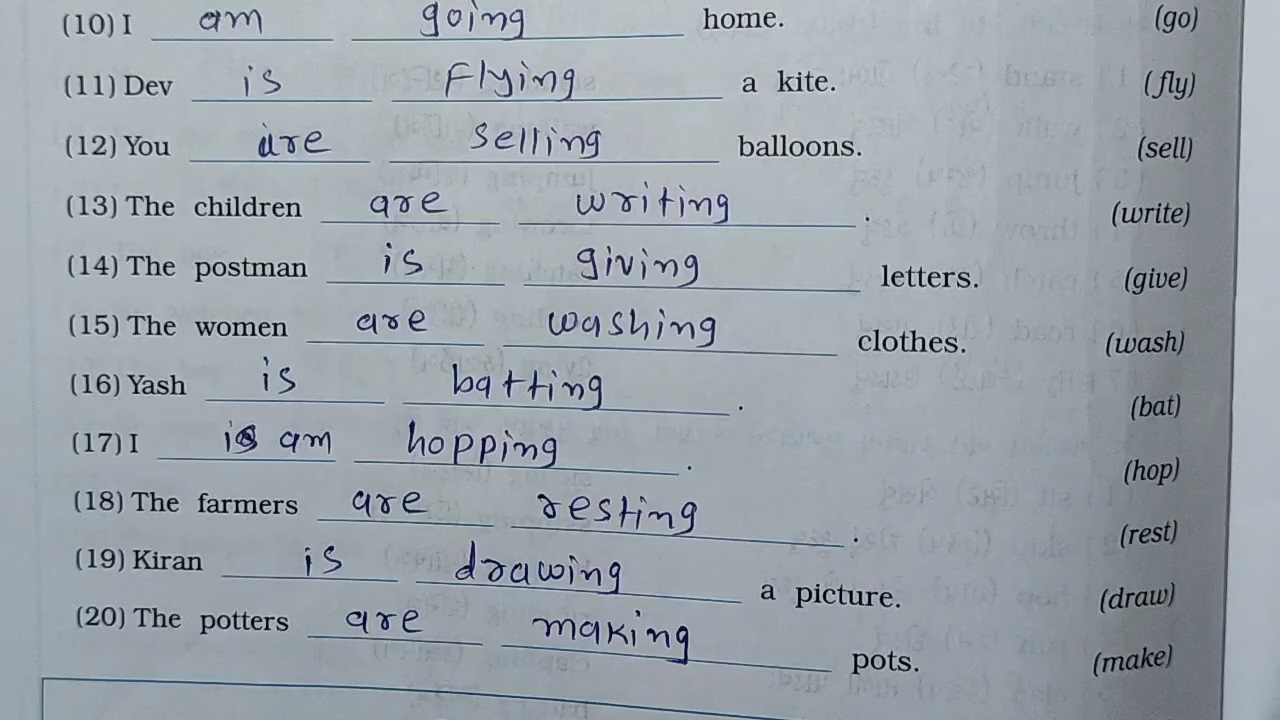 (10) I am going home. (go)
(11) Dev is Flying a kite. (fly)
(12) You are selling balloons. (sell)
(13) The children are writing. (write)
(14) The postman is giving letters. (give)
(15) The women are washing clothes. (wash)
(16) Yash is batting. (bat)
(17) I is am hopping. (hop)
(18) The farmers are resting. (rest)
(19) Kiran is drawing a picture. (draw)
(20) The potters are making pots. (make)